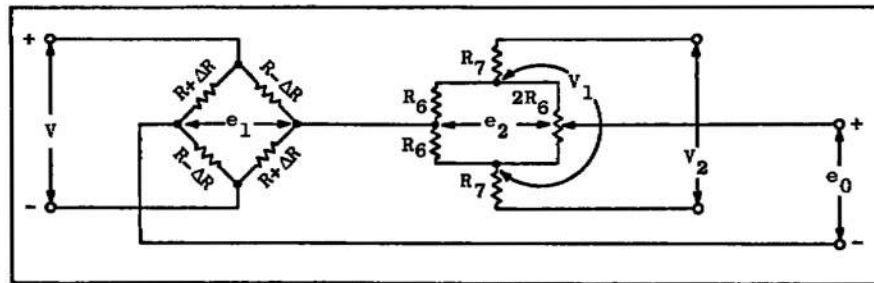 +
V
-
R+ΔR
R-ΔR
e1
R-ΔR
R+ΔR
R7
V1
R6
2R6
e2
R6
R7
V2
+
e0
-